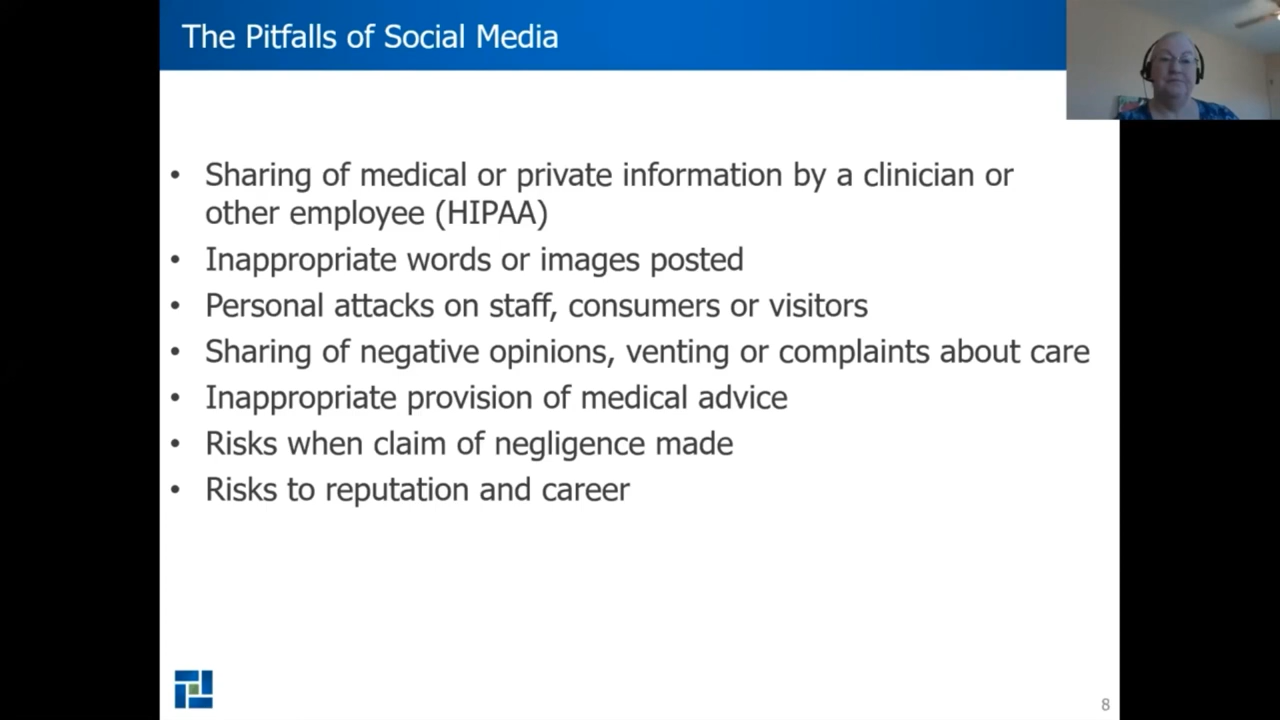 The Pitfalls of Social Media
• Sharing of medical or private information by a clinician or
other employee (HIPAA)
• Inappropriate words or images posted
• Personal attacks on staff, consumers or visitors
• Sharing of negative opinions, venting or complaints about care
• Inappropriate provision of medical advice
• Risks when claim of negligence made
• Risks to reputation and career
8